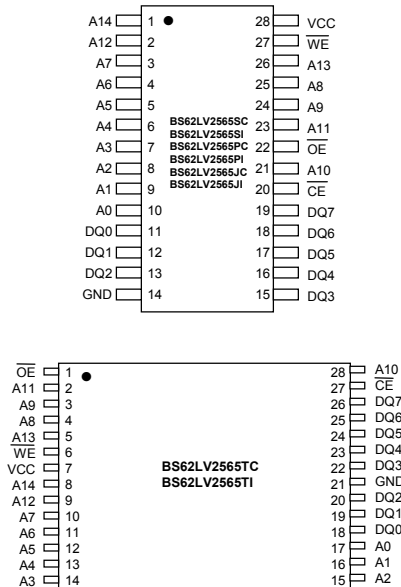 A14 1 28 VCC
A12 2 27 WE
A7 3 26 A13
A6 4 25 A8
A5 5 24 A9
A4 6 BS62LV2565SC 23 A11
BS62LV2565SI
A3 7 BS62LV2565PC 22 OE
BS62LV2565PI
A2 8 BS62LV2565JC 21 A10
A1 9 BS62LV2565JI 20 CE
A0 10 19 DQ7
DQ0 11 18 DQ6
DQ1 12 17 DQ5
DQ2 13 16 DQ4
GND 14 15 DQ3
OE 1 28 A10
A11 2 27 CE
A9 3 26 DQ7
A8 4 25 DQ6
A13 5 24 DQ5
WE 6 23 DQ4
VCC 7 BS62LV2565TC 22 DQ3
A14 8 BS62LV2565TI 21 GND
A12 9 20 DQ2
A7 10 19 DQ1
A6 11 18 DQ0
A5 12 17 A0
A4 13 16 A1
A3 14 15 A2